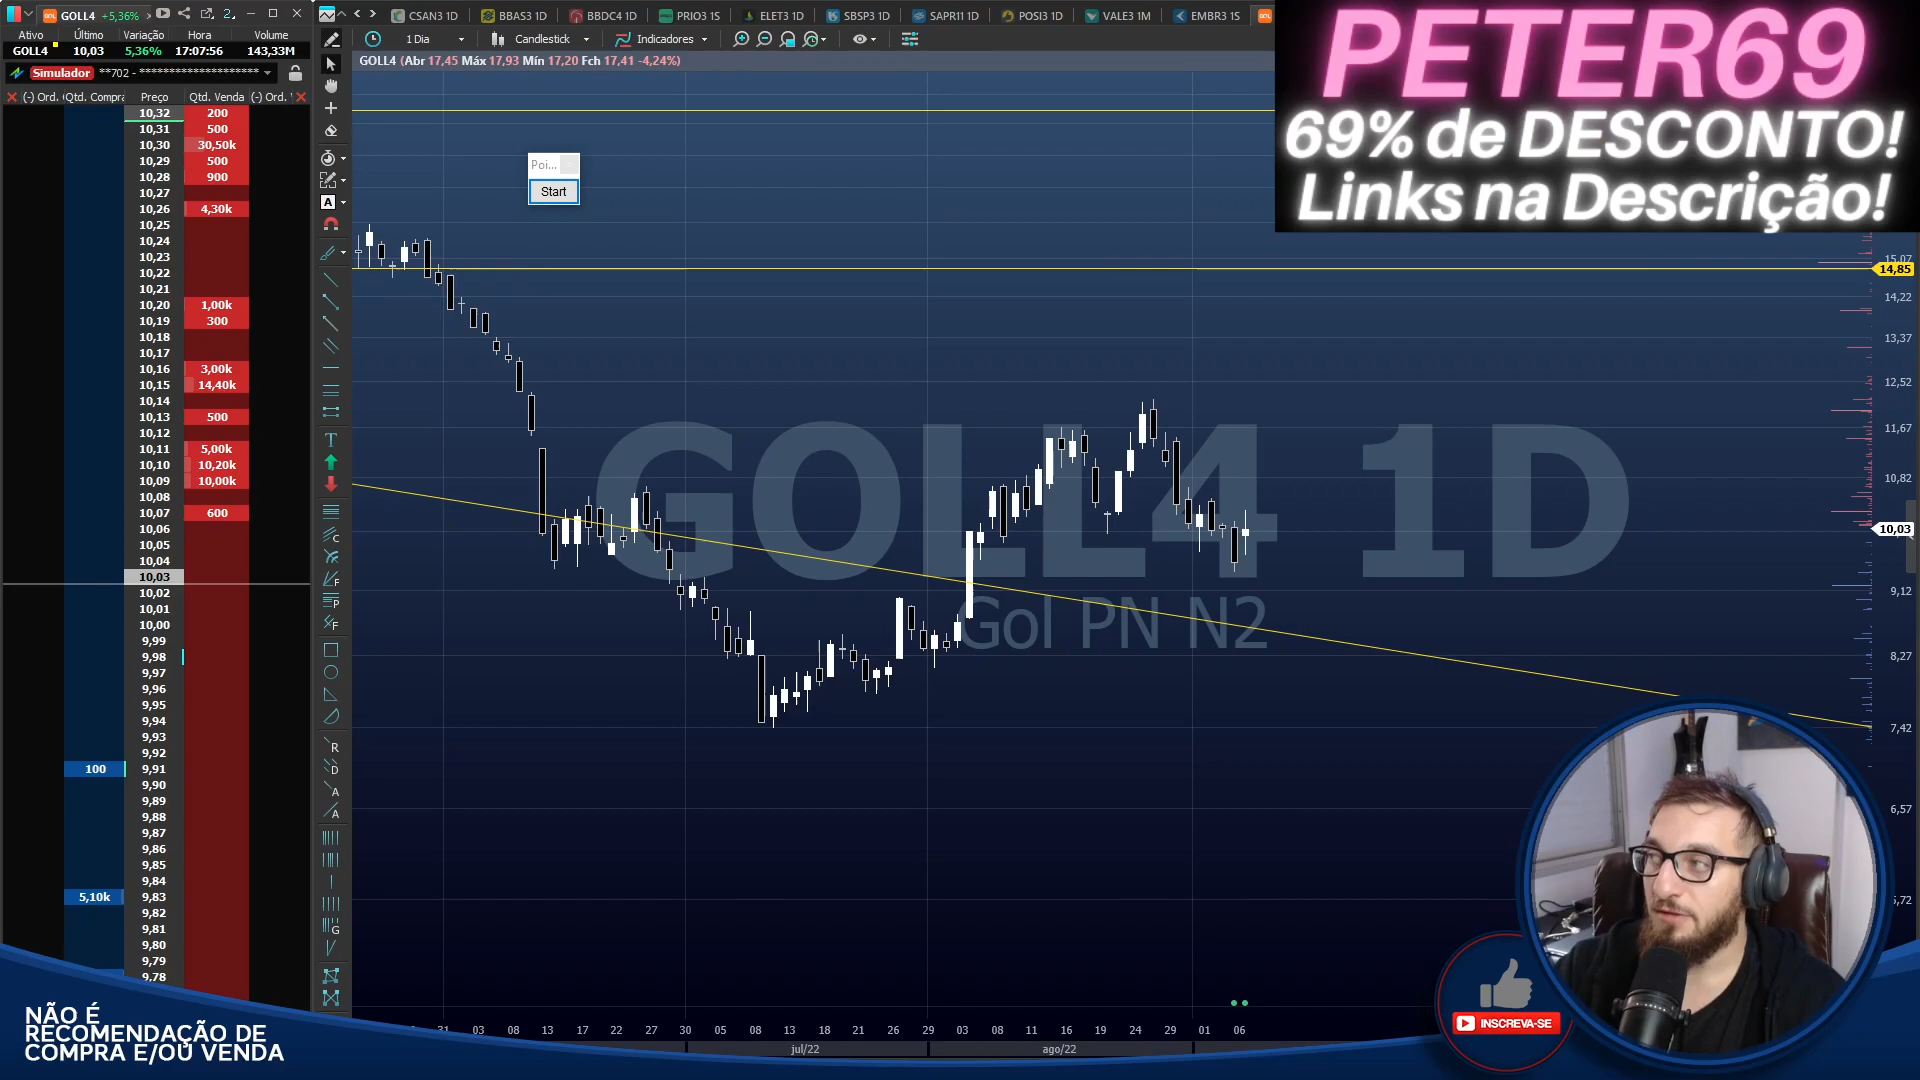 GOLL4 +5,36%
2.
Ativo Último Variação Hora Volume
GOLL4 10,03 5,36% 17:07:56 143,33M
Simulador **702 - ********************
(-) Ord. Qtd. Compra Preço Qtd. Venda (-) Ord.
10,32 200
10,31 500
10,30 30,50k
10,29 500
10,28 900
10,27
10,26 4,30k
10,25
10,24
10,23
10,22
10,21
10,20 1,00k
10,19 300
10,18
10,17
10,16 3,00k
10,15 14,40k
10,14
10,13 500
10,12
10,11 5,00k
10,10 10,20k
10,09 10,00k
10,08
10,07 600
10,06
10,05
10,04
10,03
10,02
10,01
10,00
9,99
9,98
9,97
9,96
9,95
9,94
9,93
9,92
100 9,91
9,90
9,89
9,88
9,87
9,86
9,85
9,84
5,10k 9,83
9,82
9,81
9,80
9,79
9,78
NÃO É
RECOMENDAÇÃO DE
COMPRA E/OU VENDA
CSAN3 1D BBAS3 1D BBDC4 1D PRIO3 1S ELET3 1D SBSP3 1D SAPR11 1D POSI3 1D VALE3 1M EMBR3 1S
1 Dia Candlestick Indicadores
GOLL4 (Abr 17,45 Máx 17,93 Mín 17,20 Fch 17,41 -4,24%)
Poi...
Start
GOLL4 1D
Gol PN N2
PETER69
69% de DESCONTO!
Links na Descrição!
15,07
14,85
14,22
13,37
12,52
11,67
10,82
10,03
9,12
8,27
7,42
6,57
5,72
31 03 08 13 17 22 27 30 05 08 13 18 21 26 29 03 08 11 16 19 24 29 01 06
jul/22 ago/22
INSCREVA-SE